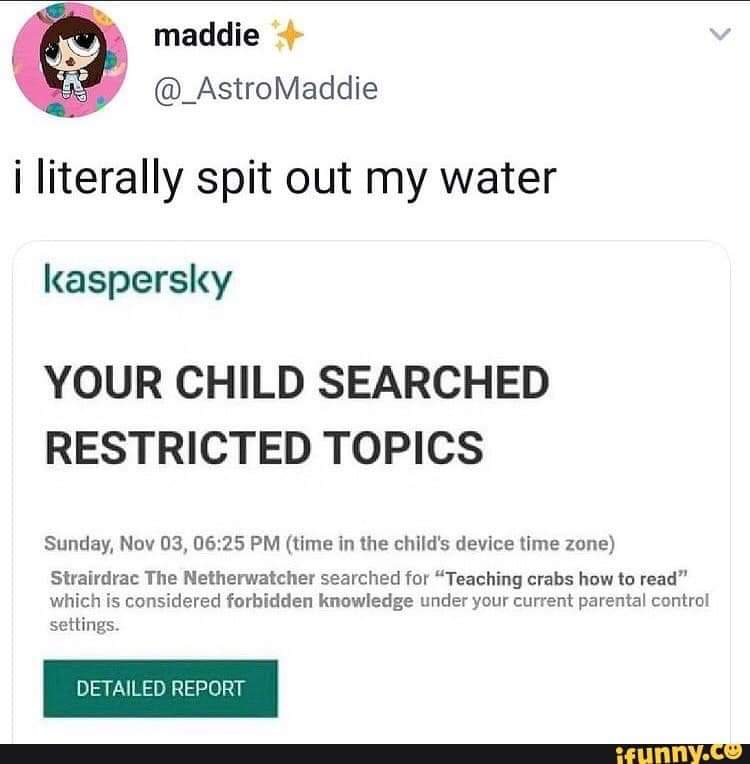 maddie ✨
@_AstroMaddie
i literally spit out my water
kaspersky
YOUR CHILD SEARCHED
RESTRICTED TOPICS
Sunday, Nov 03, 06:25 PM (time in the child's device time zone)
Strairdrac The Netherwatcher searched for “Teaching crabs how to read”
which is considered forbidden knowledge under your current parental control
settings.
DETAILED REPORT
ifunny.co